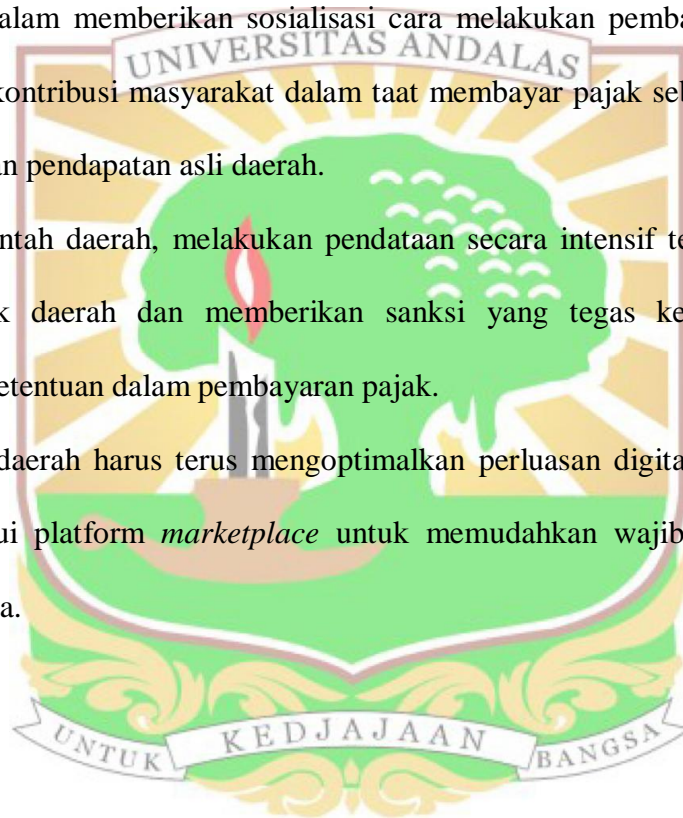 alam memberikan sosialisasi cara melakukan pemba
UNIVERSITAS ANDALAS
kontribusi masyarakat dalam taat membayar pajak seb
an pendapatan asli daerah.
ntah daerah, melakukan pendataan secara intensif te
k daerah dan memberikan sanksi yang tegas ke
etentuan dalam pembayaran pajak.
daerah harus terus mengoptimalkan perluasan digita
ui platform marketplace untuk memudahkan wajib
a.
UNTUK KEDJAJAAN BANGSA